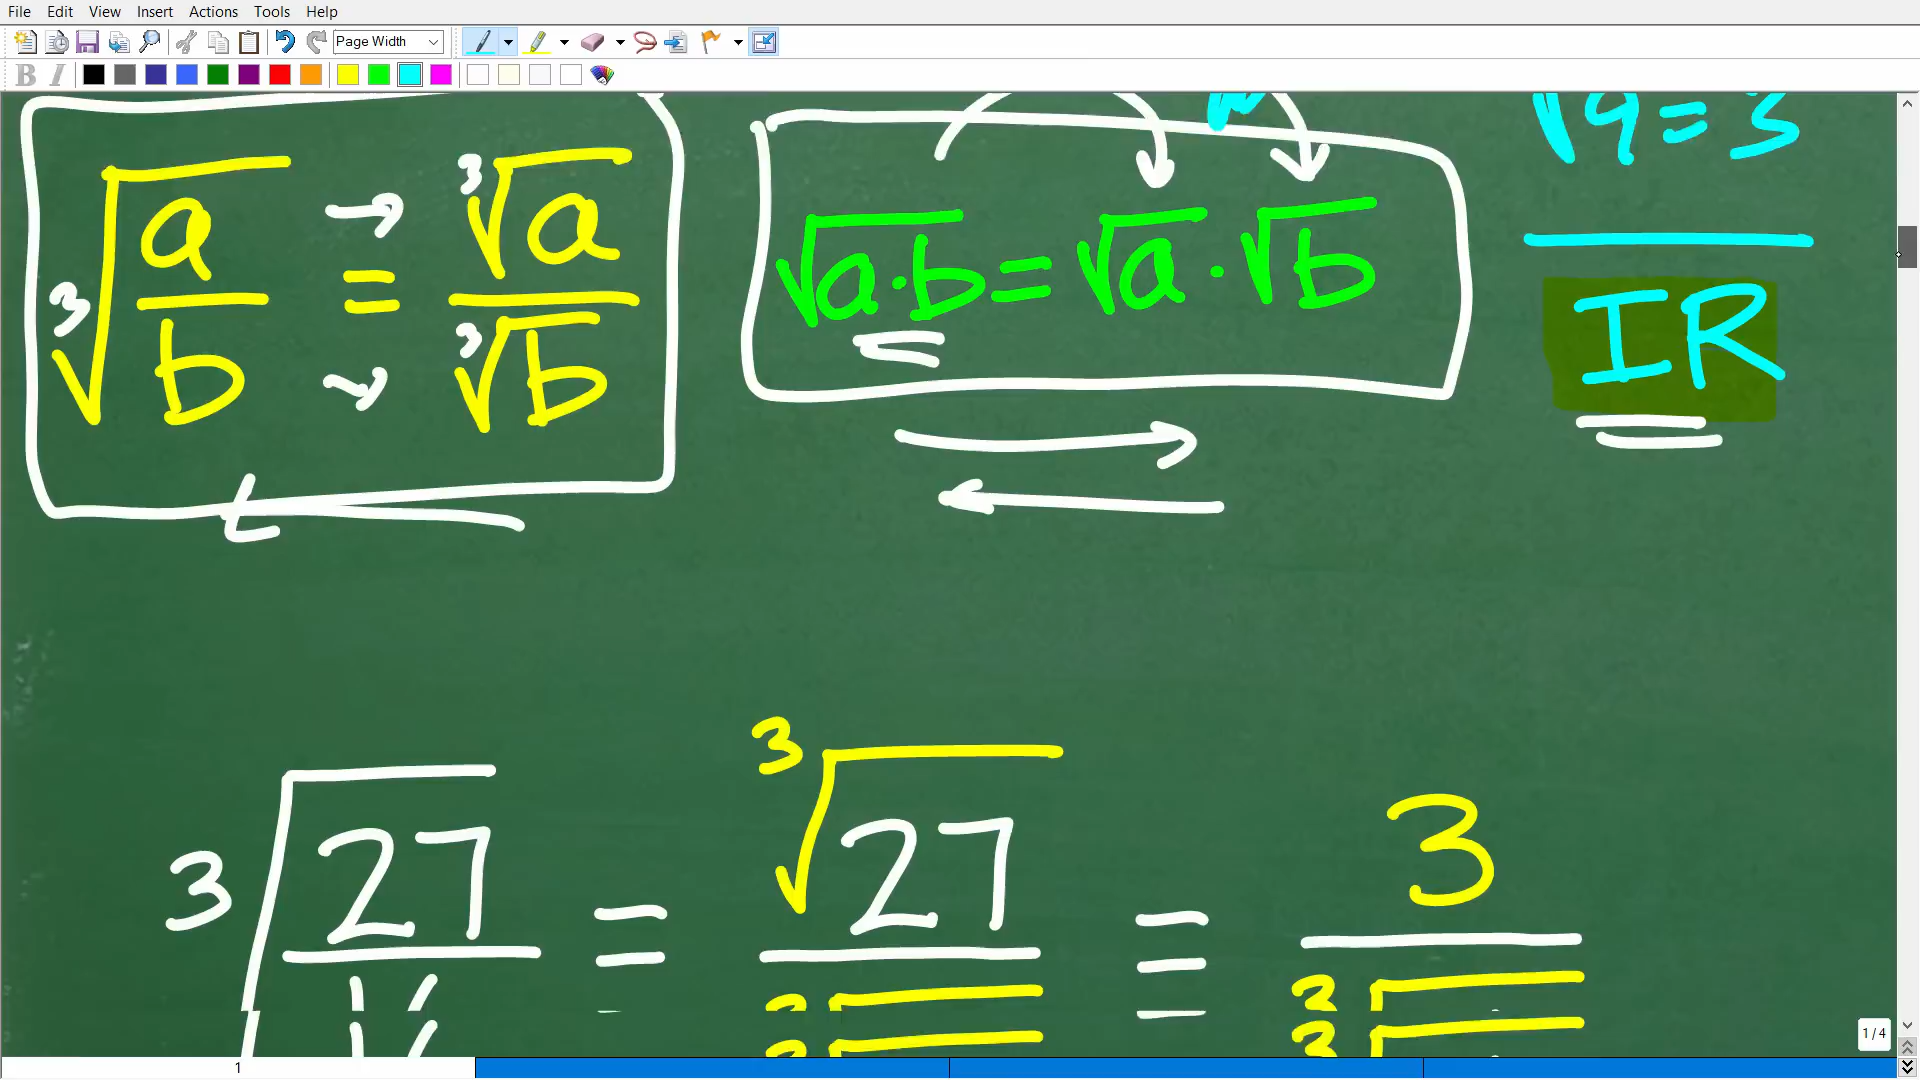 File Edit View Insert Actions Tools Help
Page Width
B I
√9 = 3
∛(a/b) = ∛a/∛b
√a·b = √a · √b
IR
∛27 = ∛27 = 3
1 / 4
1